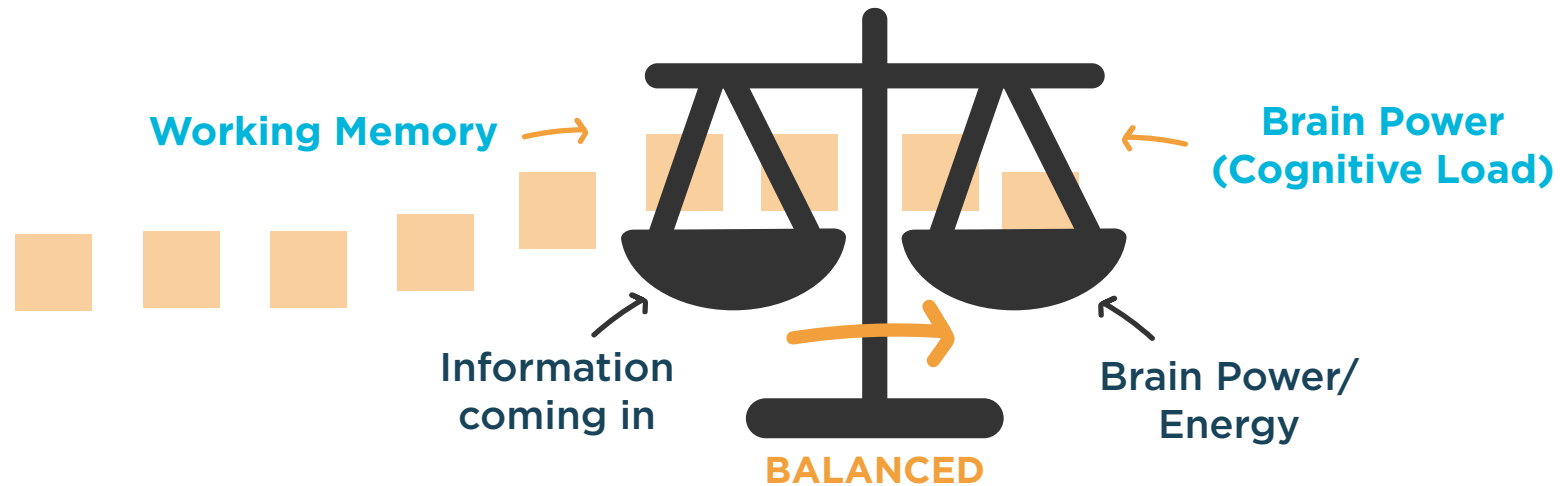 Working Memory
Brain Power
(Cognitive Load)
Information
coming in
Brain Power/
Energy
BALANCED